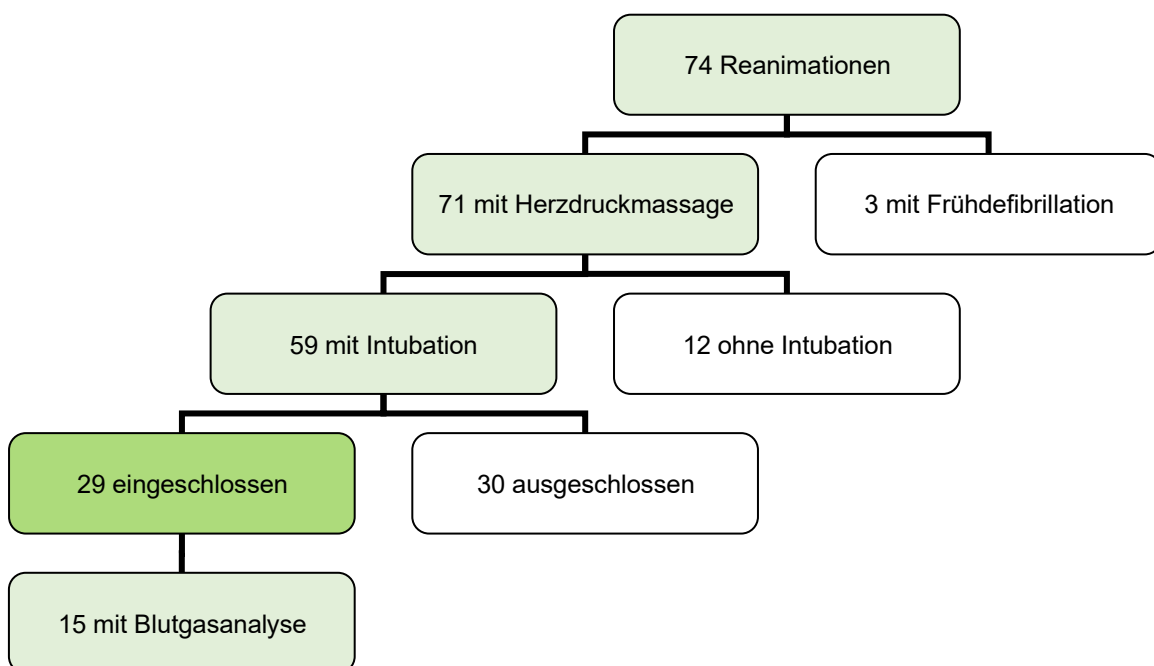 74 Reanimationen
71 mit Herzdruckmassage
3 mit Frühdefibrillation
59 mit Intubation
12 ohne Intubation
29 eingeschlossen
30 ausgeschlossen
15 mit Blutgasanalyse